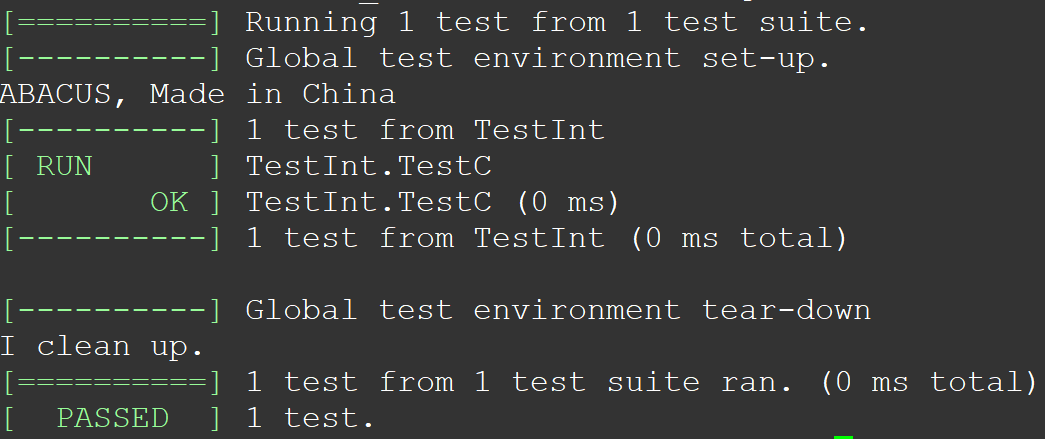 [==========] Running 1 test from 1 test suite.
[----------] Global test environment set-up.
ABACUS, Made in China
[----------] 1 test from TestInt
[ RUN      ] TestInt.TestC
[       OK ] TestInt.TestC (0 ms)
[----------] 1 test from TestInt (0 ms total)

[----------] Global test environment tear-down
I clean up.
[==========] 1 test from 1 test suite ran. (0 ms total)
[  PASSED  ] 1 test.